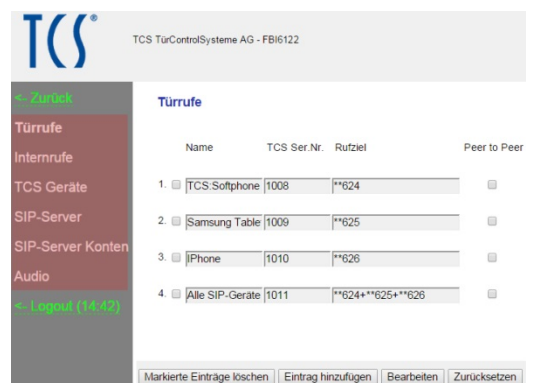 TCS®
TCS TürControlSysteme AG - FBI6122
<- Zurück
Türrufe
Internrufe
TCS Geräte
SIP-Server
SIP-Server Konten
Audio
<- Logout (14:42)
Türrufe
Name TCS Ser.Nr. Rufziel Peer to Peer
1. TCS:Softphone 1008 **624
2. Samsung Table 1009 **625
3. IPhone 1010 **626
4. Alle SIP-Geräte 1011 **624+**625+**626
Markierte Einträge löschen Eintrag hinzufügen Bearbeiten Zurücksetzen